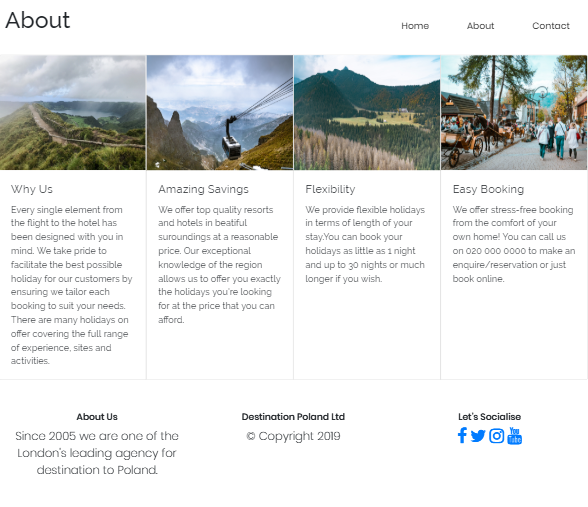 About
Home About Contact
Why Us
Every single element from
the flight to the hotel has
been designed with you in
mind. We take pride to
facilitate the best possible
holiday for our customers by
ensuring we tailor each
booking to suit your needs.
There are many holidays on
offer covering the full range
of experience, sites and
activities.
Amazing Savings
We offer top quality resorts
and hotels in beatiful
suroundings at a reasonable
price. Our exceptional
knowledge of the region
allows us to offer you exactly
the holidays you're looking
for at the price that you can
afford.
Flexibility
We provide flexible holidays
in terms of length of your
stay.You can book your
holidays as little as 1 night
and up to 30 nights or much
longer if you wish.
Easy Booking
We offer stress-free booking
from the comfort of your
own home! You can call us
on 020 000 0000 to make an
enquire/reservation or just
book online.
About Us
Since 2005 we are one of the
London's leading agency for
destination to Poland.
Destination Poland Ltd
© Copyright 2019
Let's Socialise
You
Tube